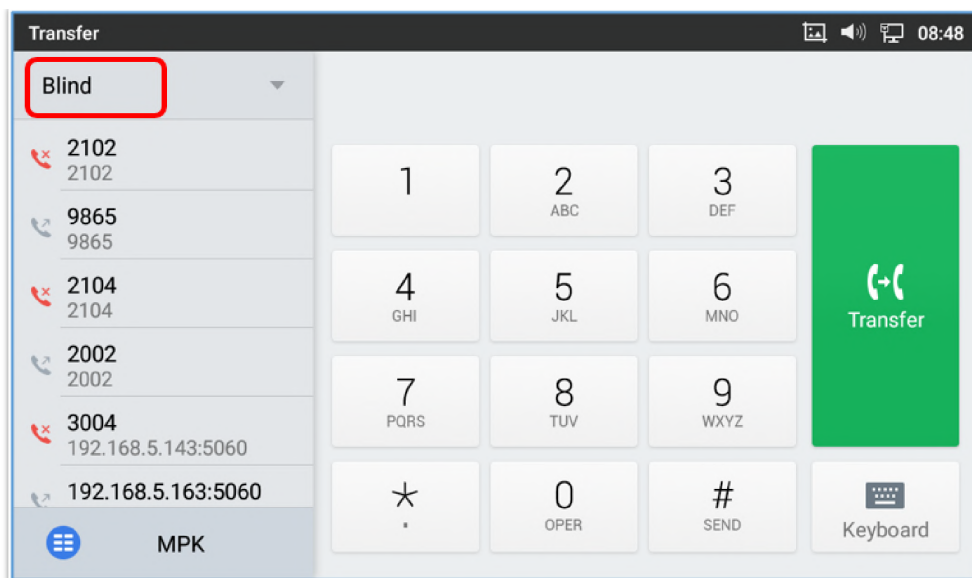 Transfer 08:48
Blind
2102
2102
9865
9865
2104
2104
2002
2002
3004
192.168.5.143:5060
192.168.5.163:5060
MPK
1
2
ABC
3
DEF
4
GHI
5
JKL
6
MNO
7
PQRS
8
TUV
9
WXYZ
*
.
0
OPER
#
SEND
Transfer
Keyboard